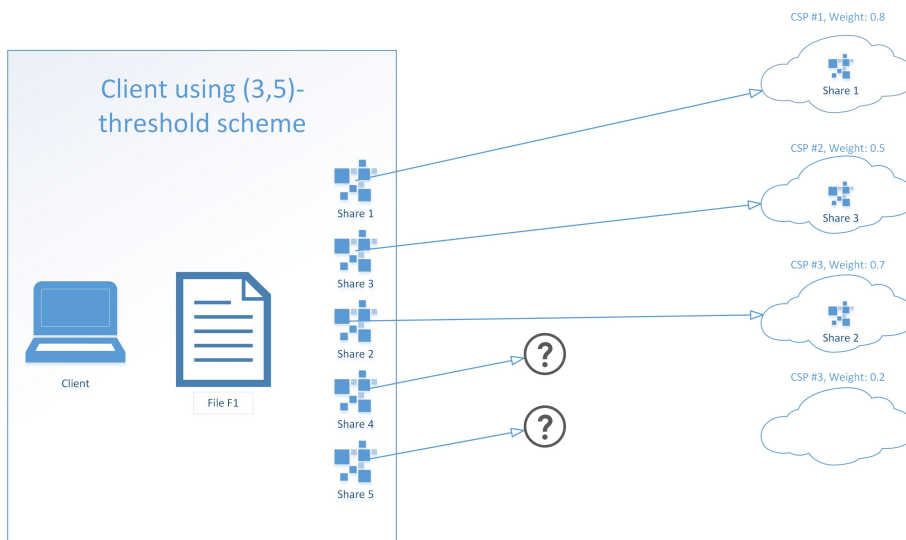 CSP #1, Weight: 0.8
Client using (3,5)-
threshold scheme
Share 1
CSP #2, Weight: 0.5
Share 1
Share 3
Share 3
CSP #3, Weight: 0.7
Share 2
Share 2
?
CSP #3, Weight: 0.2
Client
File F1
Share 4
?
Share 5